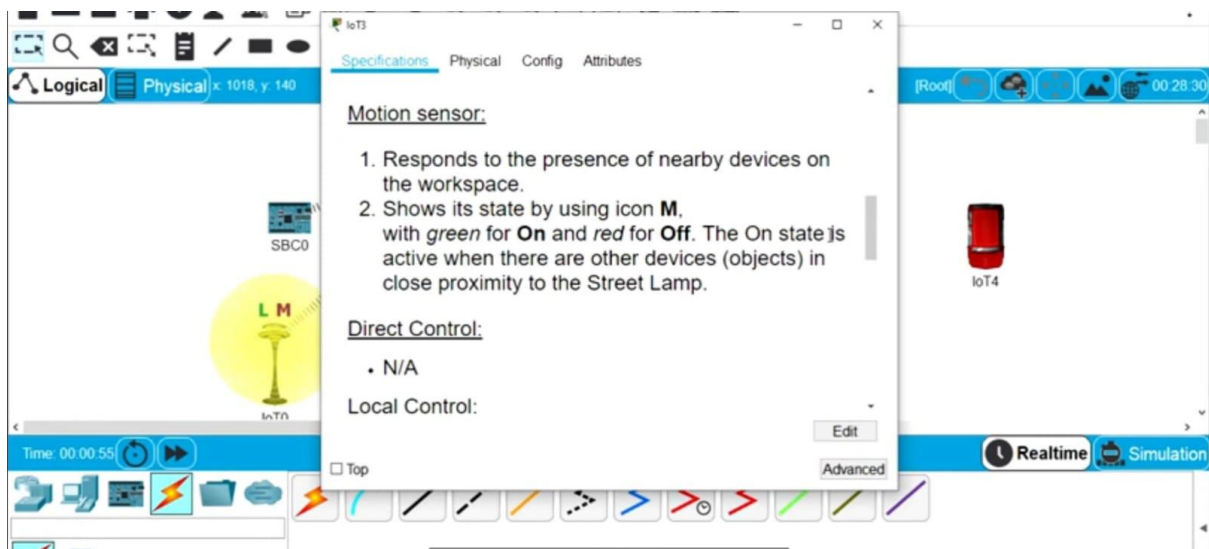 IoT3
Specifications Physical Config Attributes
Logical Physical x: 1018, y: 140
[Root] 00:28:30
Motion sensor:
1. Responds to the presence of nearby devices on
the workspace.
2. Shows its state by using icon M,
with green for On and red for Off. The On state is
active when there are other devices (objects) in
close proximity to the Street Lamp.
SBC0
IoT4
L M
Direct Control:
• N/A
Local Control:
IoT0
Edit
Time: 00:00:55
Realtime Simulation
Top
Advanced